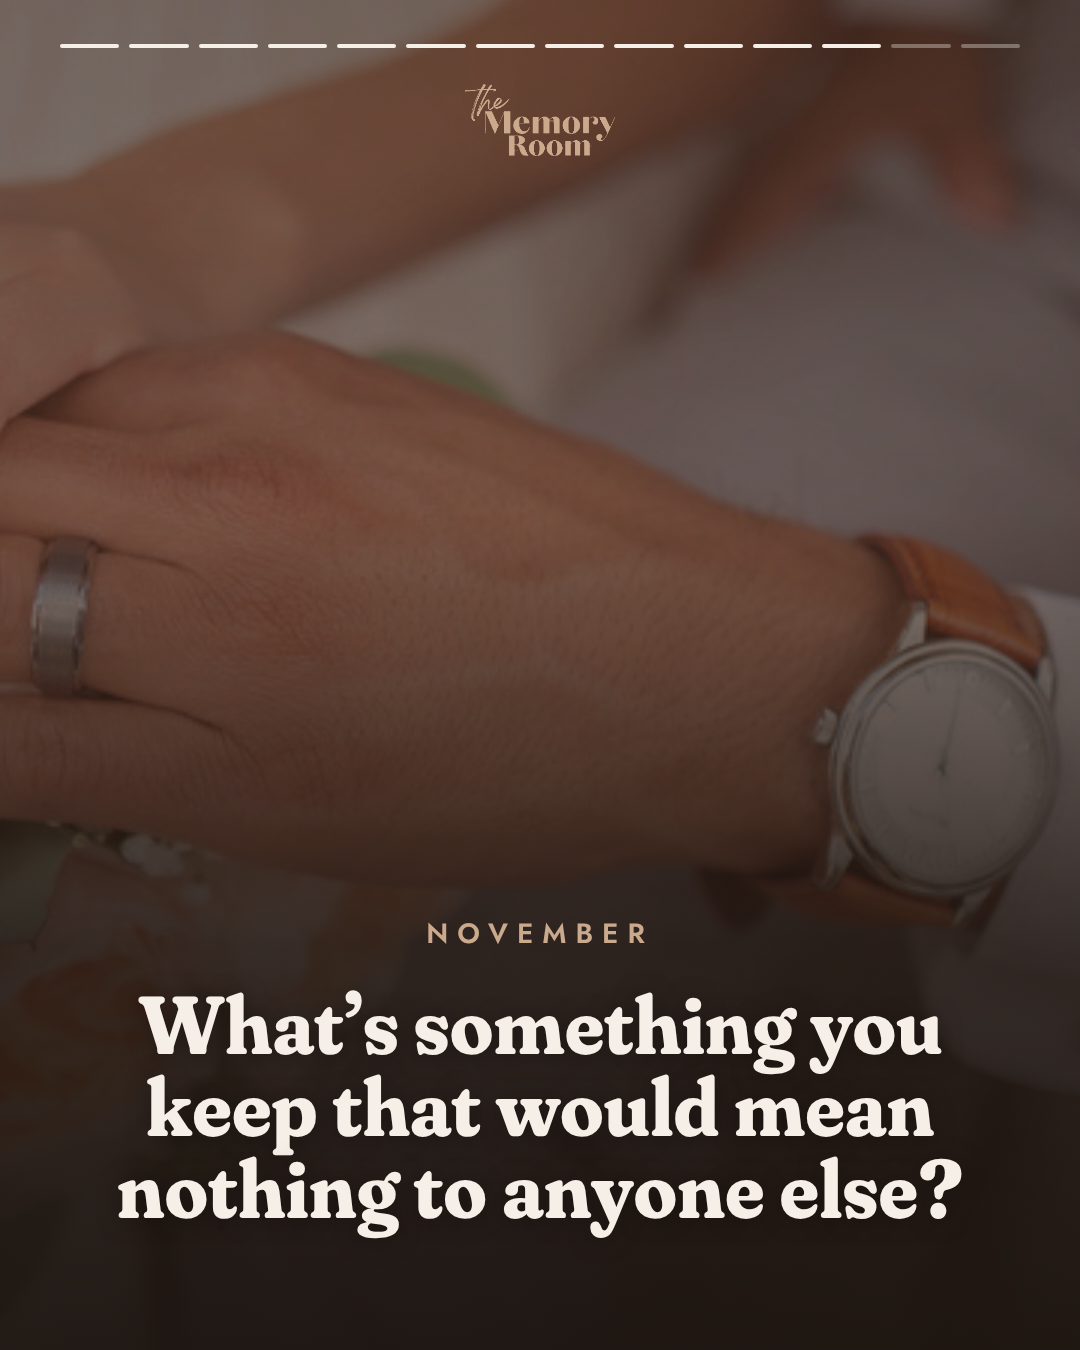 the
Memory
Room
NOVEMBER
What’s something you
keep that would mean
nothing to anyone else?